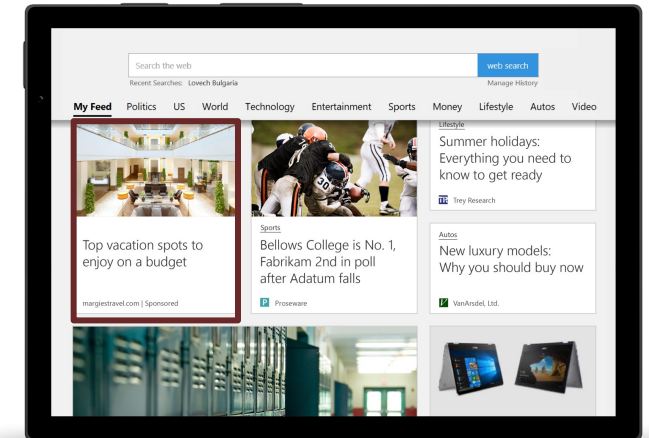 Search the web
web search
Recent Searches: Lovech Bulgaria
Manage History
My Feed Politics US World Technology Entertainment Sports Money Lifestyle Autos Video
Top vacation spots to
enjoy on a budget
margiestravel.com | Sponsored
30
Sports
Bellows College is No. 1,
Fabrikam 2nd in poll
after Adatum falls
P Proseware
Lifestyle
Summer holidays:
Everything you need to
know to get ready
TR Trey Research
Autos
New luxury models:
Why you should buy now
V VanArsdel, Ltd.